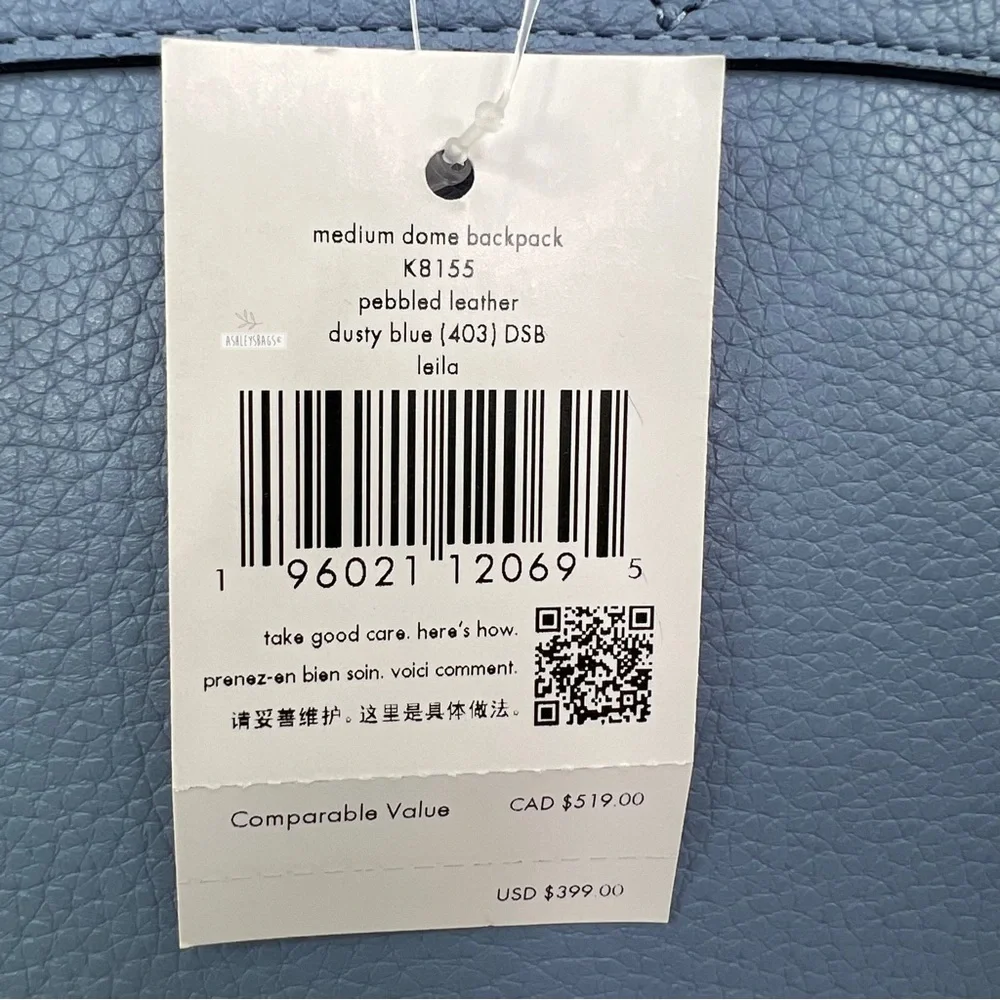 medium dome backpack
K8155
pebbled leather
dusty blue (403) DSB
leila
ASHLEYSBAGS©
1 96021 12069 5
take good care. here's how.
prenez-en bien soin. voici comment.
请妥善维护。这里是具体做法。
Comparable Value CAD $519.00
USD $399.00